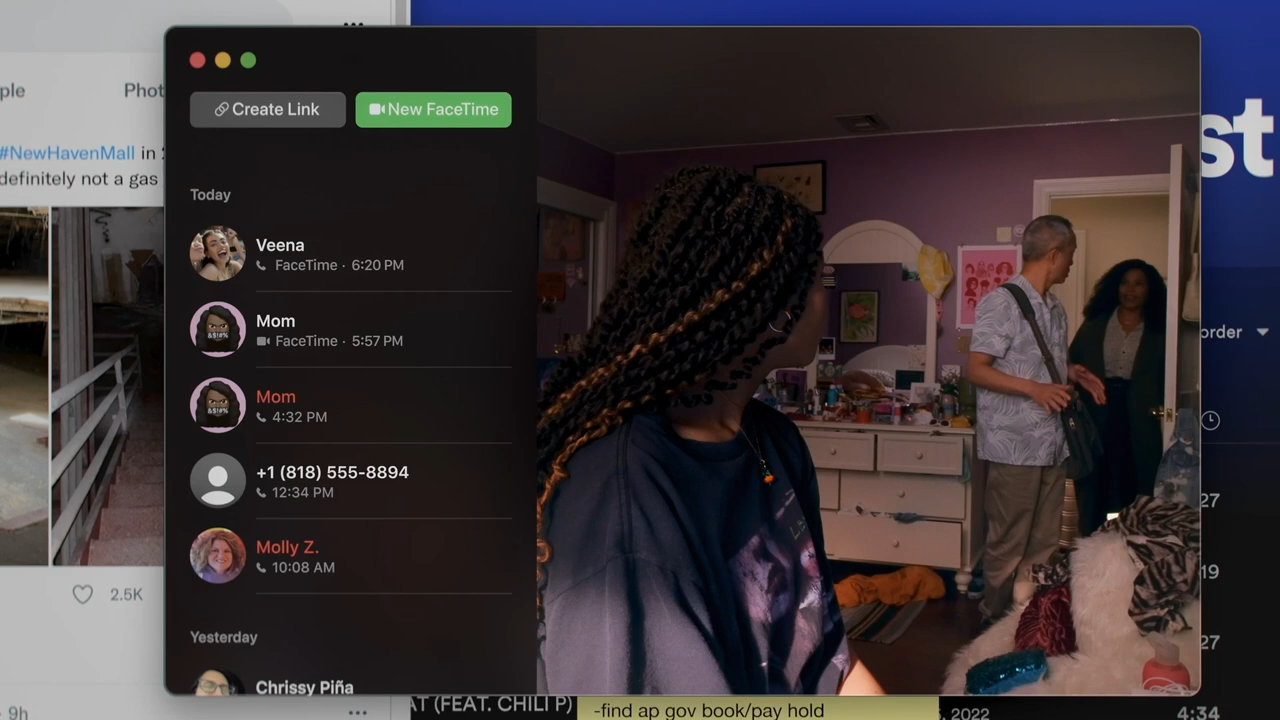 ple
Phot
#NewHavenMall in
definitely not a gas
2.5K
9h
Create Link
New FaceTime
Today
Veena
FaceTime · 6:20 PM
Mom
FaceTime · 5:57 PM
Mom
4:32 PM
+1 (818) 555-8894
12:34 PM
Molly Z.
10:08 AM
Yesterday
Chrissy Piña
&$!#%
&$!#%
st
order
27
19
27
AT (FEAT. CHILI P)
-find ap gov book/pay hold
, 2022
4:34